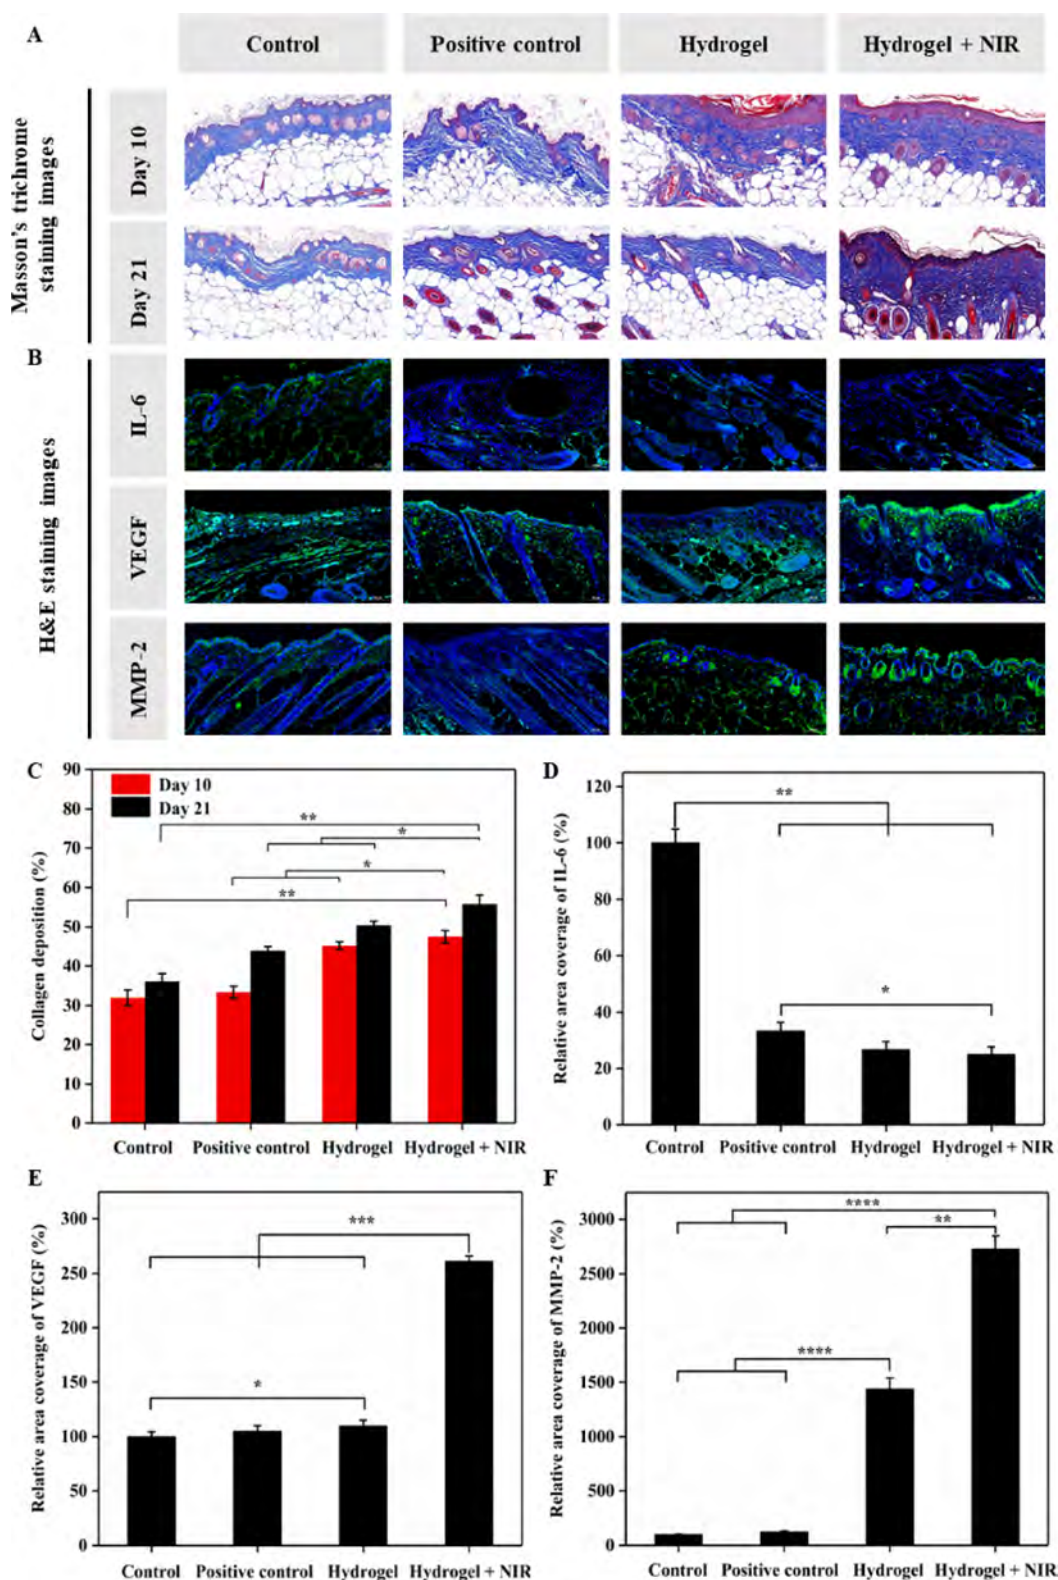 A
Control
Positive control
Hydrogel
Hydrogel + NIR
Masson's trichrome
staining images
Day 10
Day 21
B
H&E staining images
IL-6
VEGF
MMP-2
C
Collagen deposition (%)
90
80
70
60
50
40
30
20
10
0
Day 10
Day 21
**
*
*
**
Control
Positive control
Hydrogel
Hydrogel + NIR
D
Relative area coverage of IL-6 (%)
120
100
80
60
40
20
0
**
*
Control
Positive control
Hydrogel
Hydrogel + NIR
E
Relative area coverage of VEGF (%)
300
250
200
150
100
50
0
***
*
Control
Positive control
Hydrogel
Hydrogel + NIR
F
Relative area coverage of MMP-2 (%)
3000
2500
2000
1500
1000
500
0
****
**
****
Control
Positive control
Hydrogel
Hydrogel + NIR